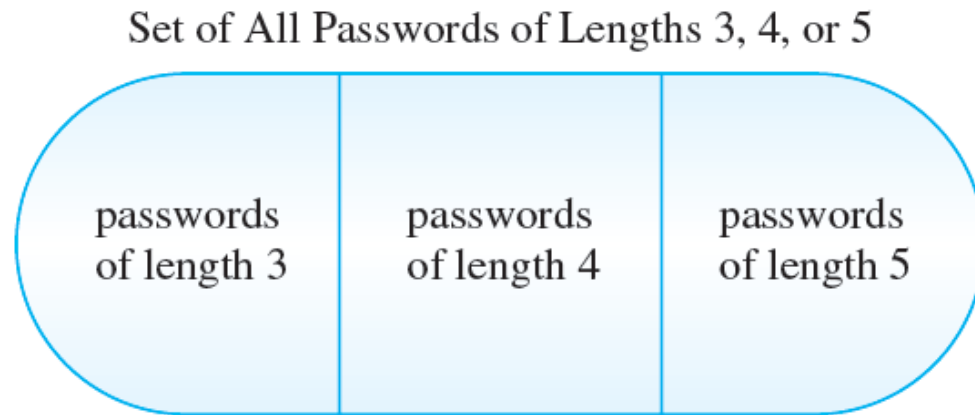 Set of All Passwords of Lengths 3, 4, or 5
passwords
of length 3
passwords
of length 4
passwords
of length 5